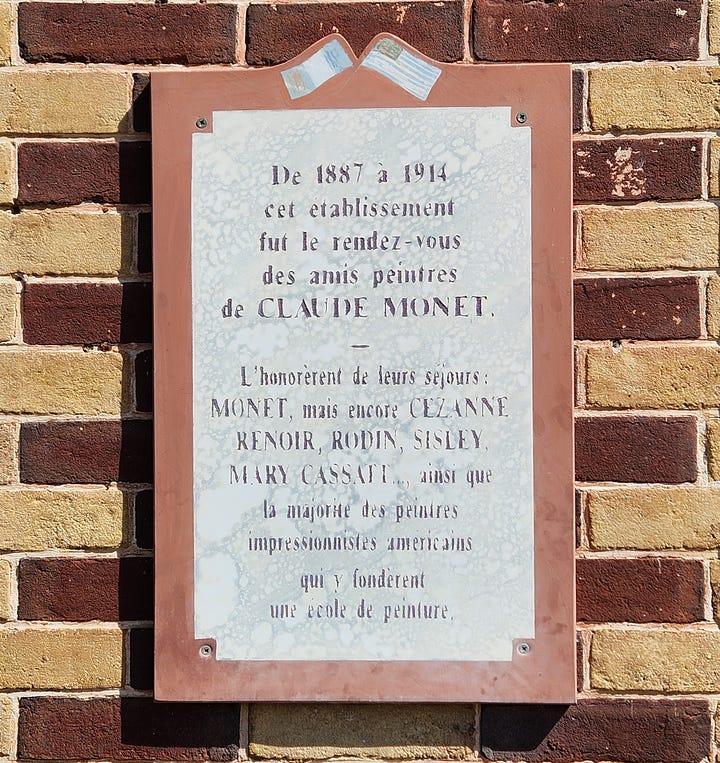 De 1887 à 1914
cet etablissement
fut le rendez-vous
des amis peintres
de CLAUDE MONET.
—
L'honorèrent de leurs séjours :
MONET, mais encore CEZANNE
RENOIR, RODIN, SISLEY,
MARY CASSATT..., ainsi que
la majorité des peintres
impressionnistes américains
qui y fondèrent
une école de peinture.